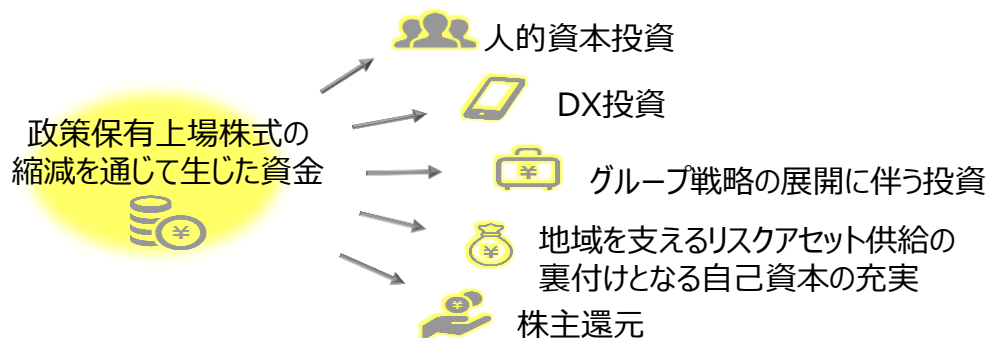 人的資本投資
DX投資
政策保有上場株式の
縮減を通じて生じた資金
¥
¥
グループ戦略の展開に伴う投資
¥
地域を支えるリスクアセット供給の
裏付けとなる自己資本の充実
¥
株主還元